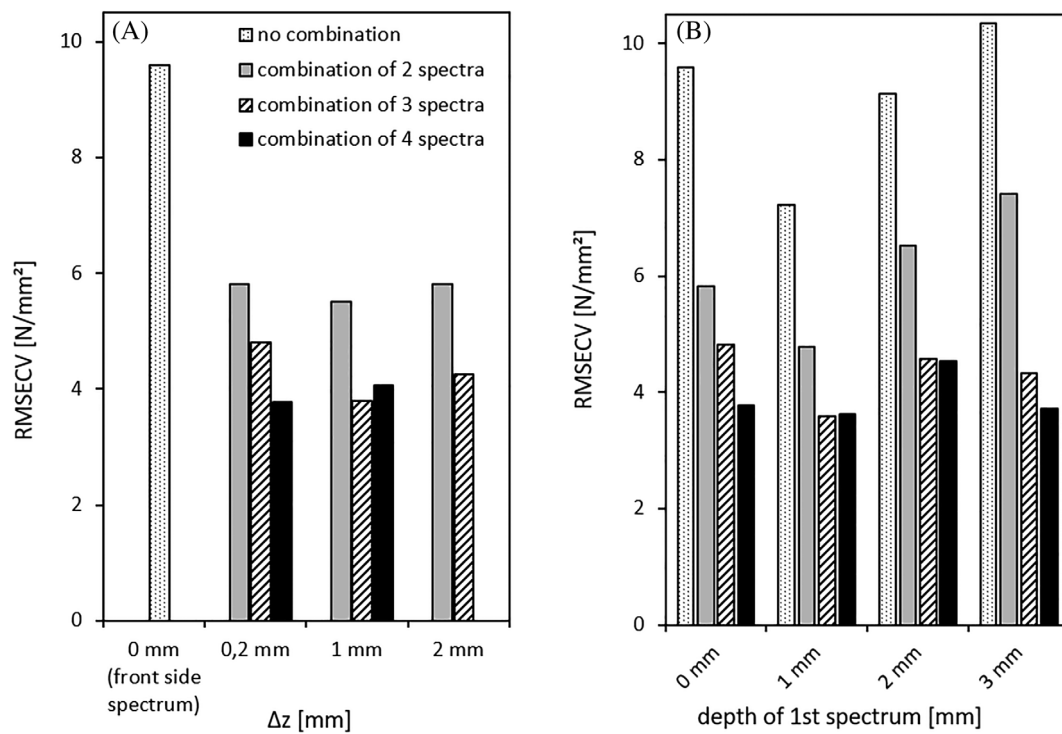 (A)
no combination
combination of 2 spectra
combination of 3 spectra
combination of 4 spectra
10
8
6
4
2
0
RMSECV [N/mm²]
0 mm
(front side
spectrum)
0,2 mm
1 mm
2 mm
Δz [mm]
(B)
10
8
6
4
2
0
RMSECV [N/mm²]
0 mm
1 mm
2 mm
3 mm
depth of 1st spectrum [mm]